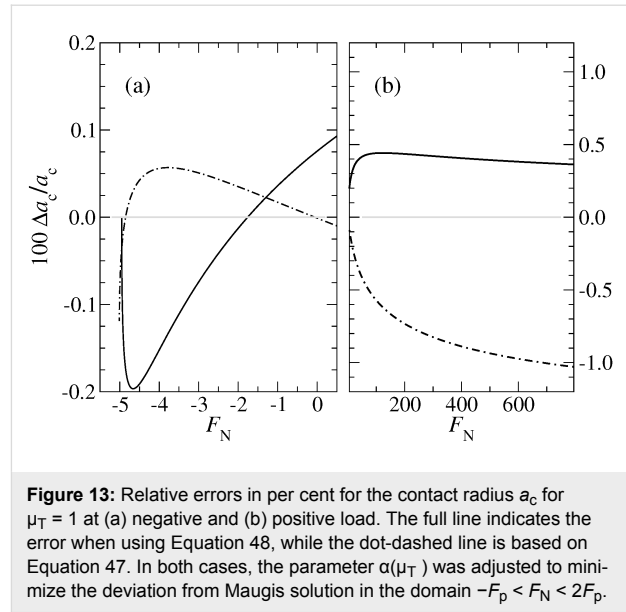 (a)
(b)
0.2
0.1
0.0
-0.1
-0.2
100 Δac/ac
-5 -4 -3 -2 -1 0
FN
200 400 600
FN
1.0
0.5
0.0
-0.5
-1.0
Figure 13: Relative errors in per cent for the contact radius ac for
μT = 1 at (a) negative and (b) positive load. The full line indicates the
error when using Equation 48, while the dot-dashed line is based on
Equation 47. In both cases, the parameter α(μT ) was adjusted to mini-
mize the deviation from Maugis solution in the domain −Fp < FN < 2Fp.